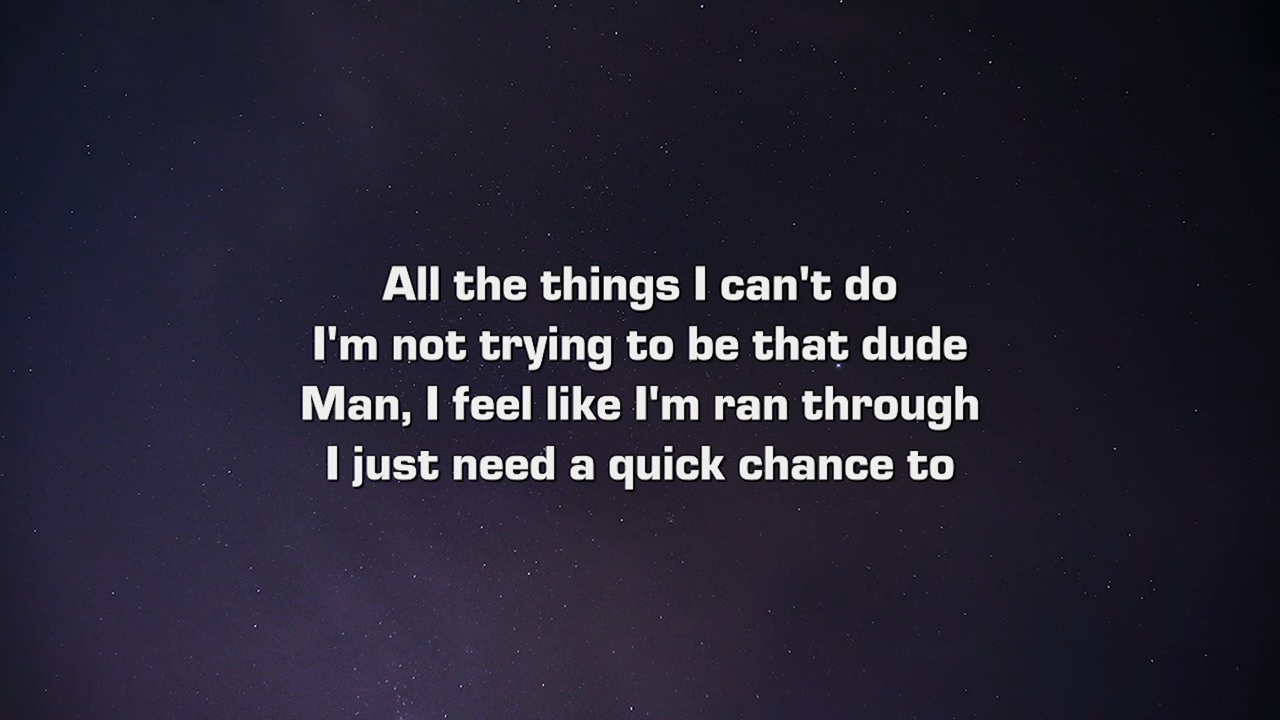 All the things I can't do
I'm not trying to be that dude
Man, I feel like I'm ran through
I just need a quick chance to